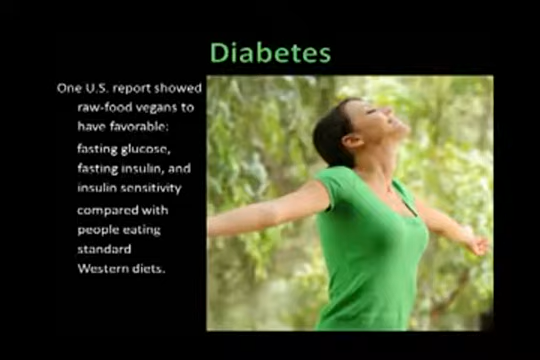 Diabetes
One U.S. report showed
raw-food vegans to
have favorable:
fasting glucose,
fasting insulin, and
insulin sensitivity
compared with
people eating
standard
Western diets.